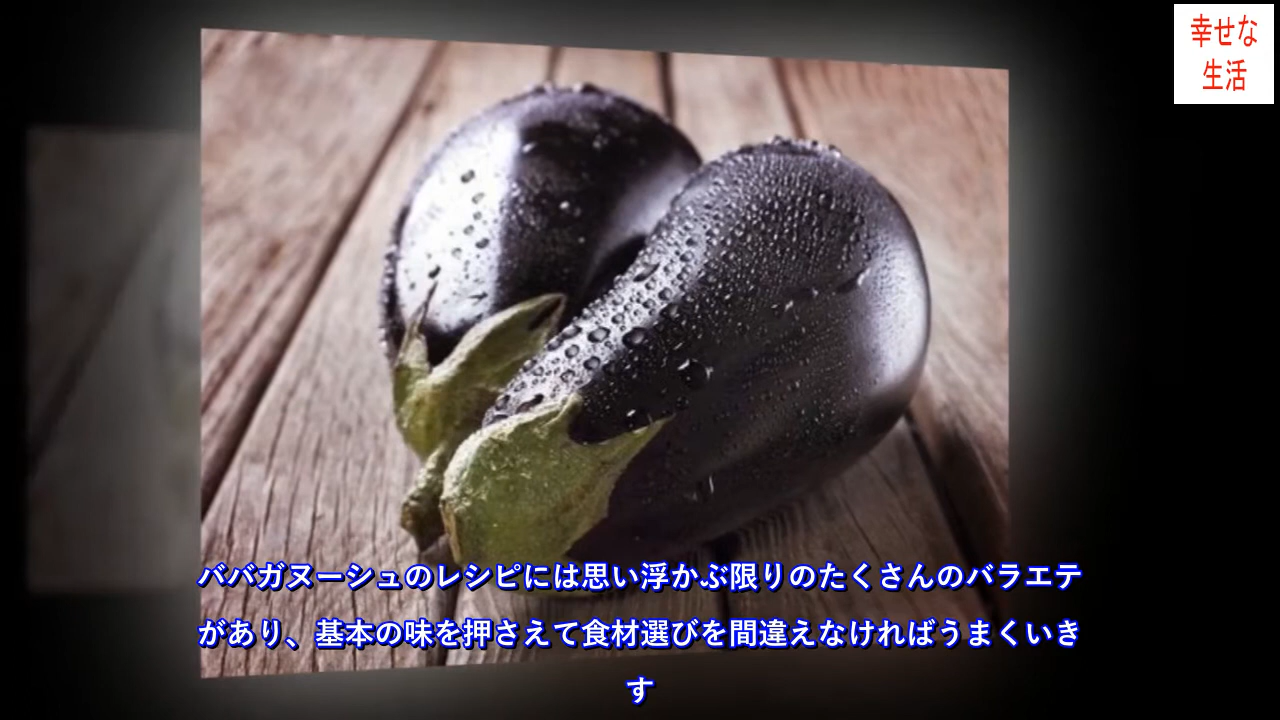 幸せな
生活
ババガヌーシュのレシピには思い浮かぶ限りのたくさんのバラエテ
があり、基本の味を押さえて食材選びを間違えなければうまくいき
す